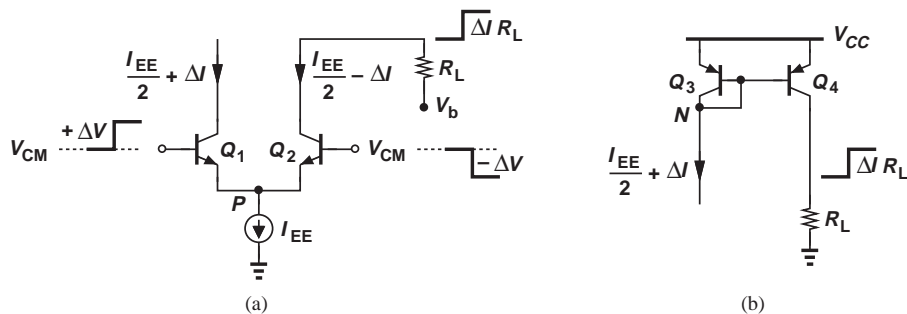 ΔI R_L
I_EE/2 + ΔI
I_EE/2 − ΔI
R_L
V_b
+ ΔV
V_CM
Q_1
Q_2
V_CM
− ΔV
P
I_EE
(a)
V_CC
Q_3
Q_4
N
I_EE/2 + ΔI
ΔI R_L
R_L
(b)